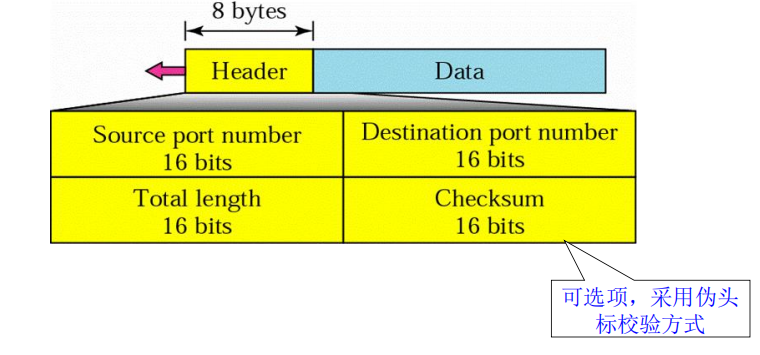 8 bytes
Header
Data
Source port number
16 bits
Destination port number
16 bits
Total length
16 bits
Checksum
16 bits
可选项，采用伪头
标校验方式